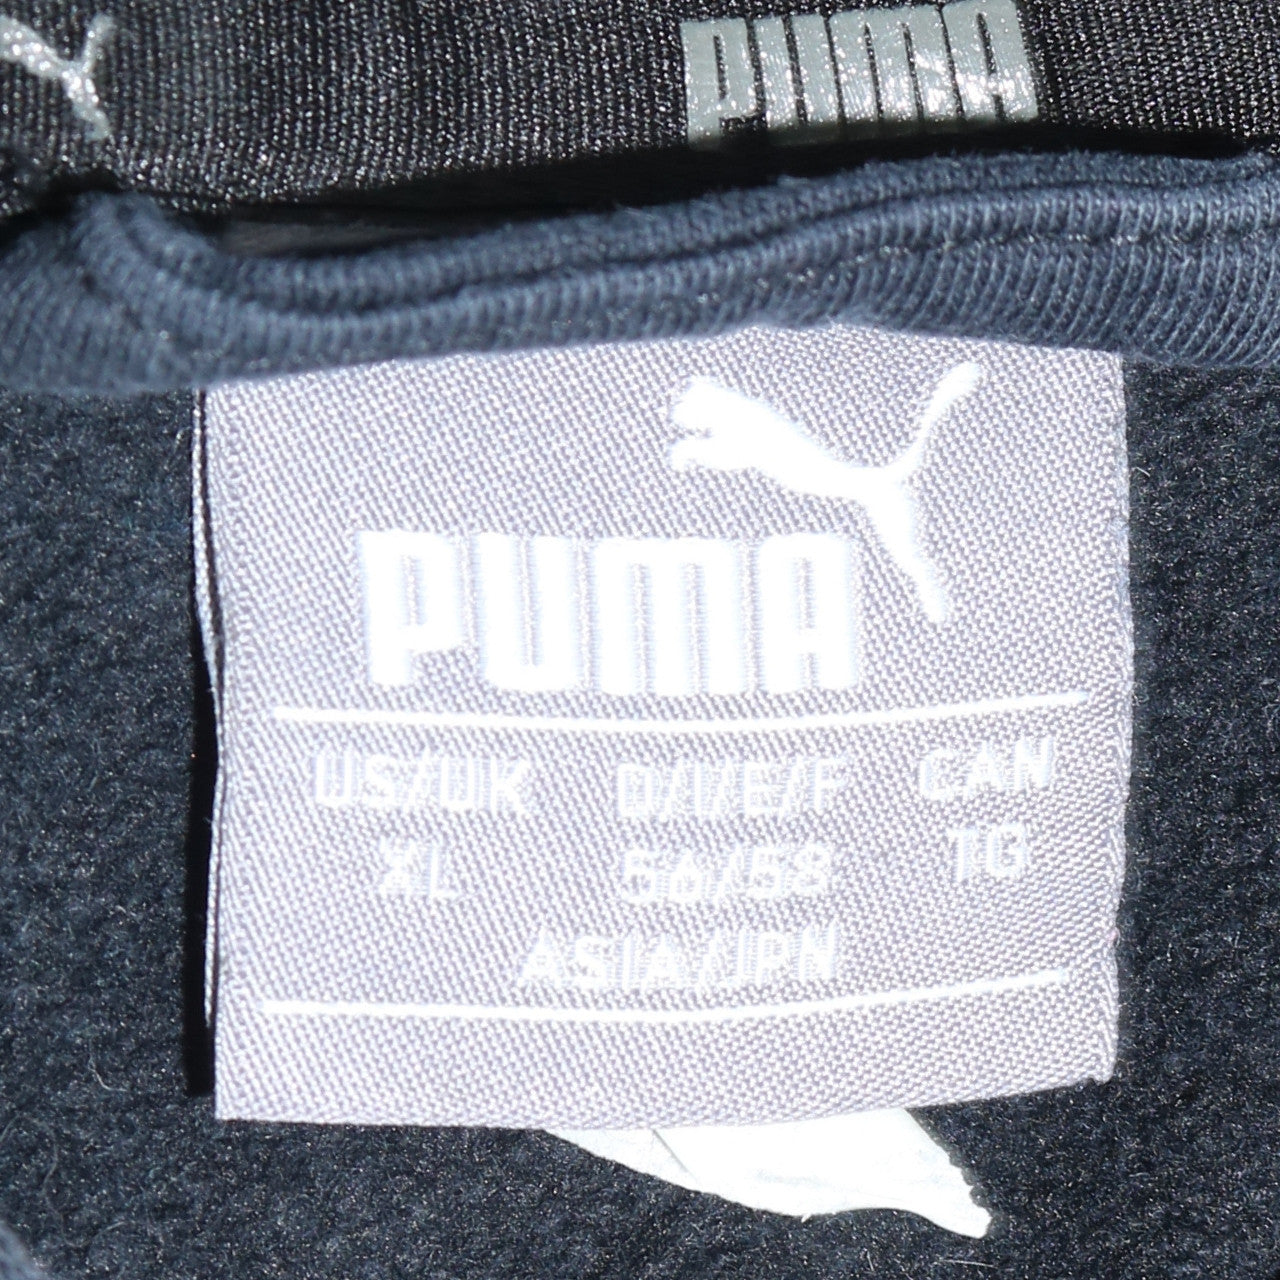 PUMA
PUMA
US/UK D/I/E/F CAN
XL 56/58 TG
ASIA/JPN